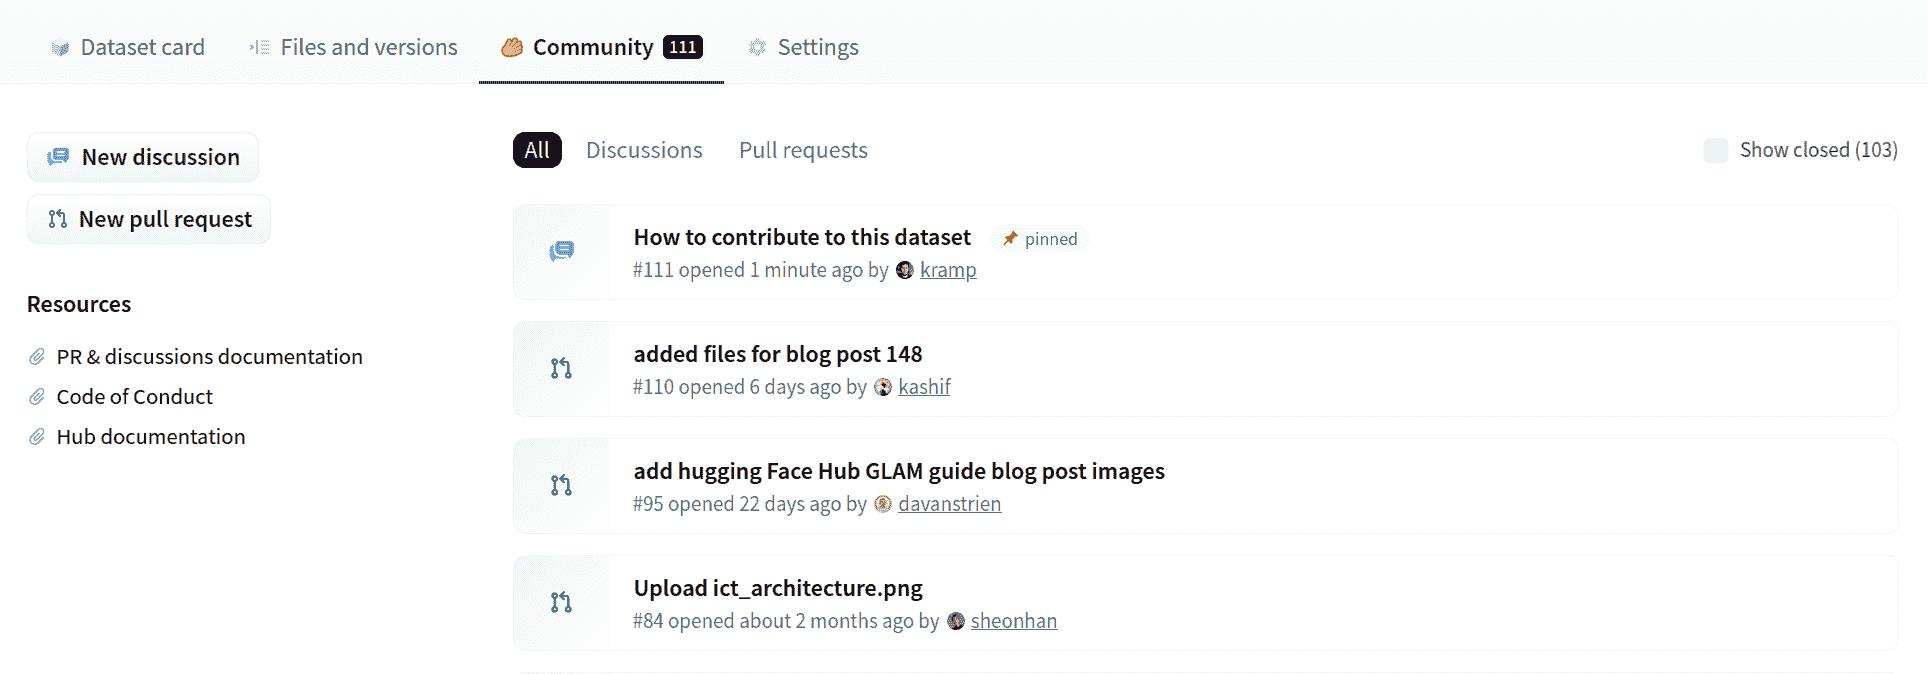 Dataset card Files and versions Community 111 Settings
New discussion
New pull request
Resources
PR & discussions documentation
Code of Conduct
Hub documentation
All Discussions Pull requests Show closed (103)
How to contribute to this dataset pinned
#111 opened 1 minute ago by kramp
added files for blog post 148
#110 opened 6 days ago by kashif
add hugging Face Hub GLAM guide blog post images
#95 opened 22 days ago by davanstrien
Upload ict_architecture.png
#84 opened about 2 months ago by sheonhan